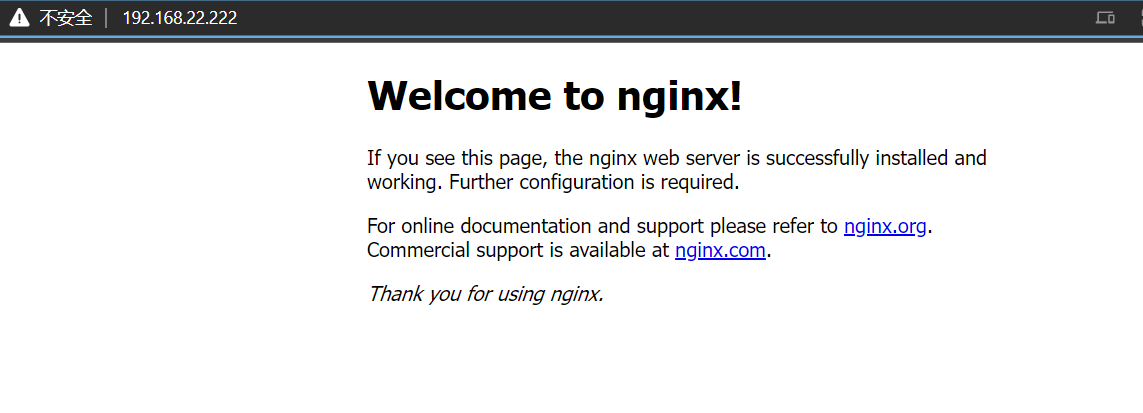 不安全 192.168.22.222
Welcome to nginx!
If you see this page, the nginx web server is successfully installed and
working. Further configuration is required.
For online documentation and support please refer to nginx.org.
Commercial support is available at nginx.com.
Thank you for using nginx.